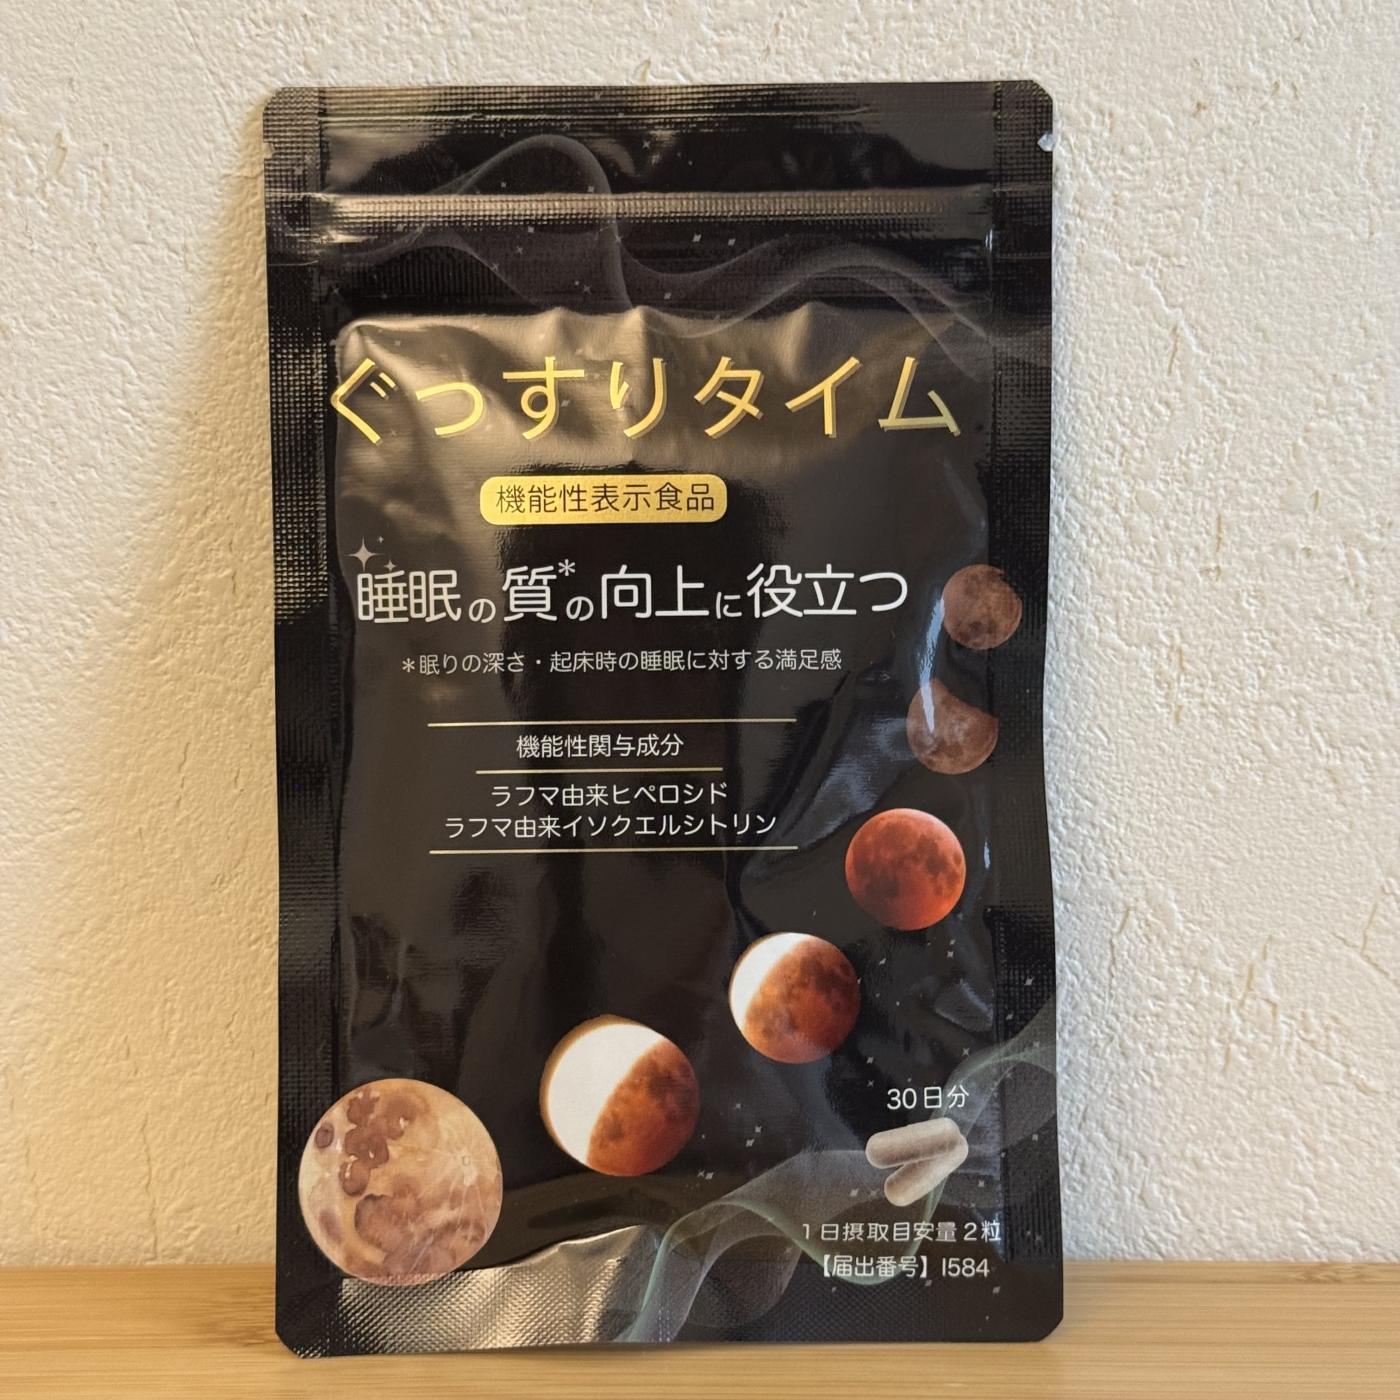 ぐっすりタイム
機能性表示食品
睡眠の質*の向上に役立つ
*眠りの深さ・起床時の睡眠に対する満足感
機能性関与成分
ラフマ由来ヒペロシド
ラフマ由来イソクエルシトリン
30日分
1日摂取目安量2粒
【届出番号】I584